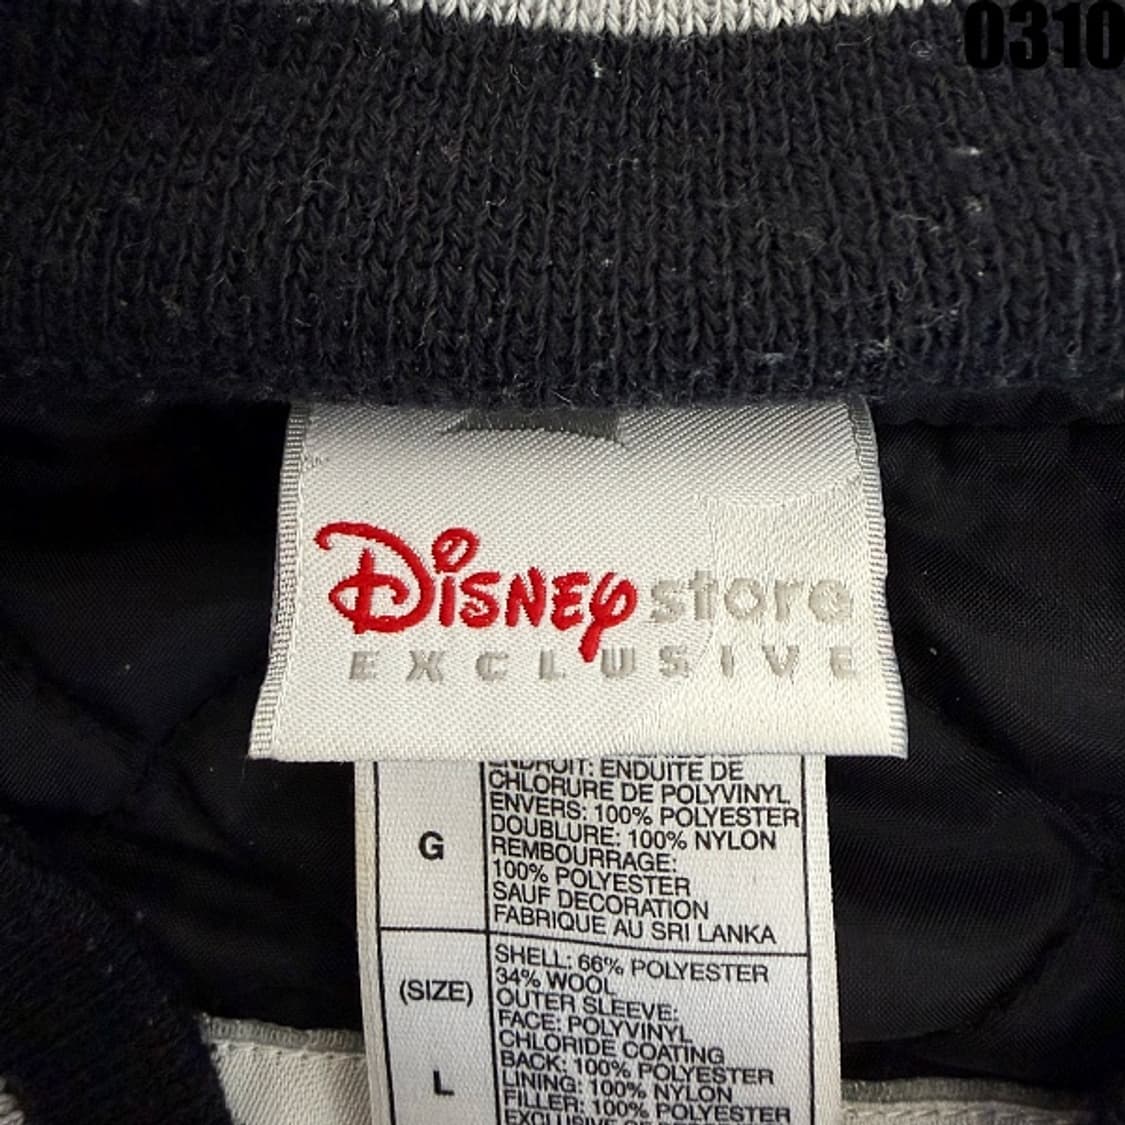 0310
Disney store
EXCLUSIVE
ENDROIT: ENDUITE DE
CHLORURE DE POLYVINYL
ENVERS: 100% POLYESTER
DOUBLURE: 100% NYLON
G
REMBOURRAGE:
100% POLYESTER
SAUF DECORATION
FABRIQUE AU SRI LANKA
SHELL: 66% POLYESTER
34% WOOL
(SIZE)
OUTER SLEEVE:
FACE: POLYVINYL
CHLORIDE COATING
BACK: 100% POLYESTER
L
LINING: 100% NYLON
FILLER: 100% POLYESTER
EXCLUSIVE OF